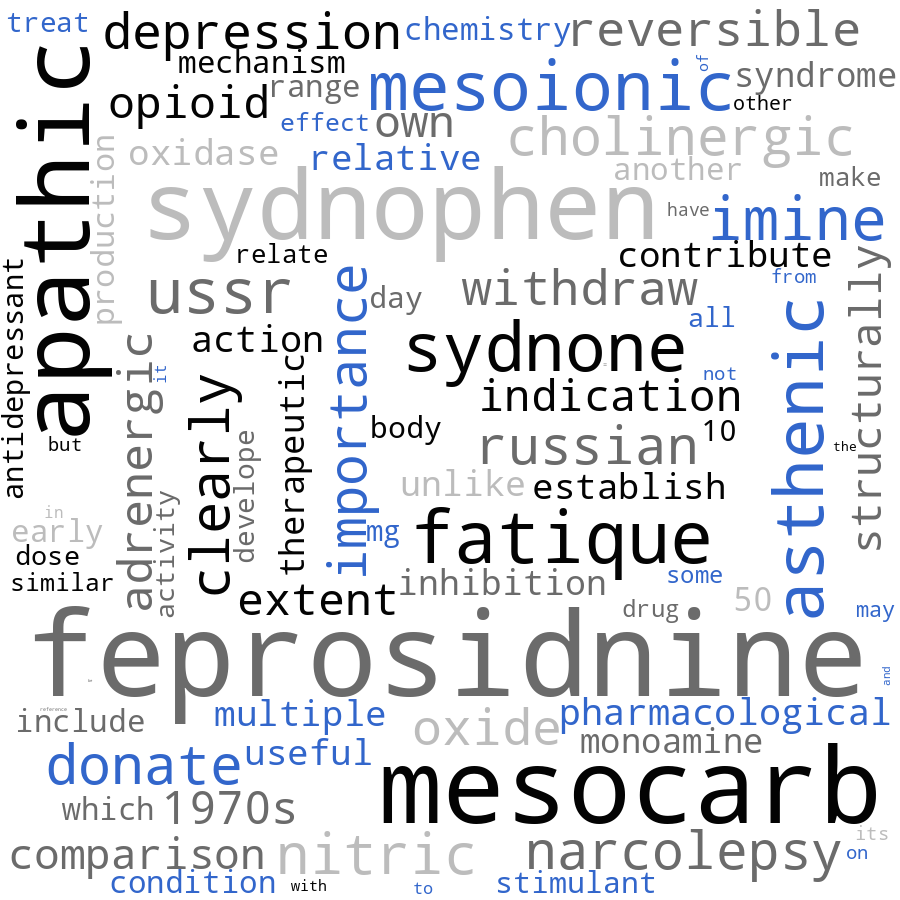 treat
depression
chemistry
reversible
mechanism
of
apathic
range
mesoionic
syndrome
opioid
other
effect
own
cholinergic
production
oxidase
relative
another
make
sydnophen
have
imine
relate
contribute
antidepressant
ussr
day
withdraw
from
structurally
importance
all
asthenic
action
sydnone
adrenergic
it
clearly
therapeutic
not
indication
but
body
russian
10
the
develope
unlike
establish
activity
in
early
mg
fatique
dose
similar
inhibition
some
extent
drug
50
may
feprosidnine
and
reference
include
multiple
oxide
pharmacological
monoamine
donate
useful
mesocarb
which
1970s
its
comparison
nitric
narcolepsy
on
condition
with
to
stimulant